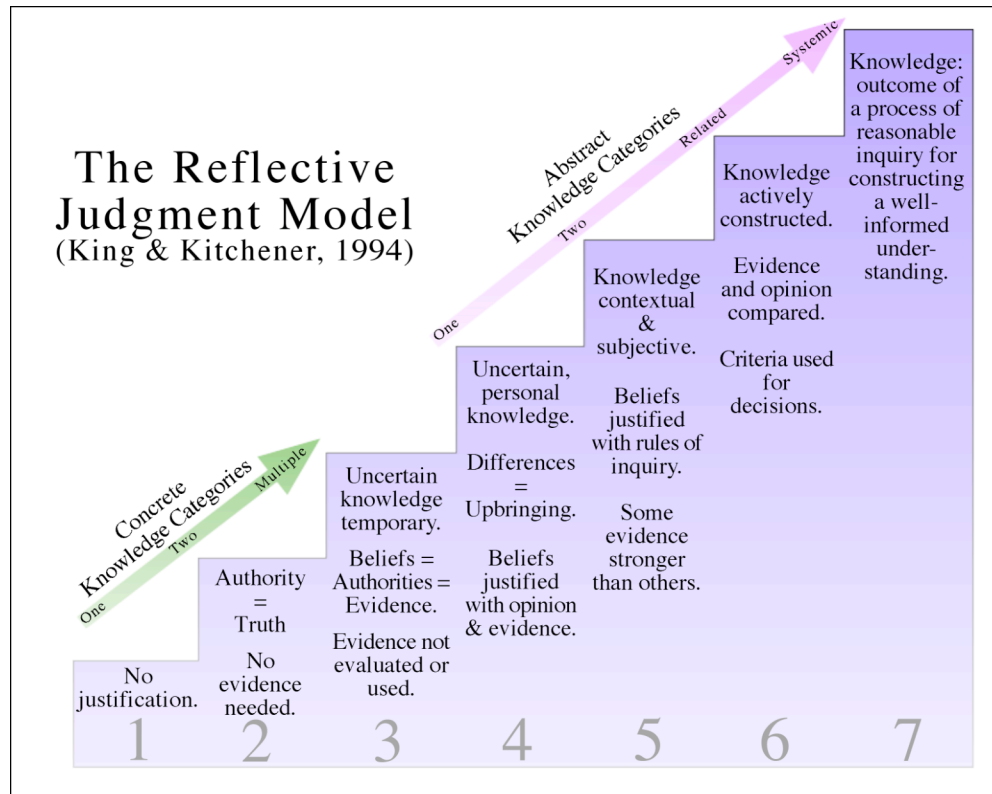 The Reflective
Judgment Model
(King & Kitchener, 1994)
Concrete
Knowledge Categories
One
Two
Multiple
Abstract
Knowledge Categories
One
Two
Related
Systemic
No
justification.
1
Authority
=
Truth
No
evidence
needed.
2
Uncertain
knowledge
temporary.
Beliefs =
Authorities =
Evidence.
Evidence not
evaluated or
used.
3
Uncertain,
personal
knowledge.
Differences
=
Upbringing.
Beliefs
justified
with opinion
& evidence.
4
Knowledge
contextual
&
subjective.
Beliefs
justified
with rules of
inquiry.
Some
evidence
stronger
than others.
5
Knowledge
actively
constructed.
Evidence
and opinion
compared.
Criteria used
for
decisions.
6
Knowledge:
outcome of
a process of
reasonable
inquiry for
constructing
a well-
informed
under-
standing.
7